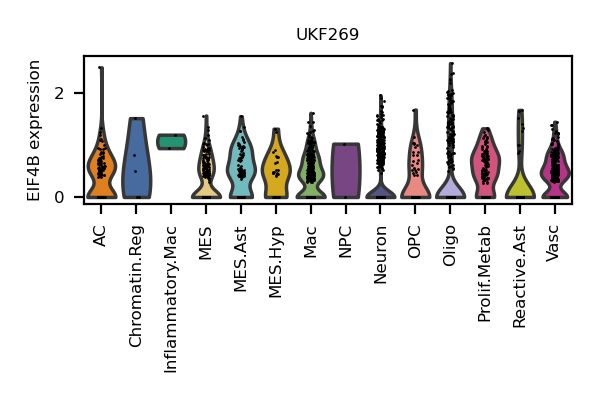 UKF269
EIF4B expression
2
0
AC
Chromatin.Reg
Inflammatory.Mac
MES
MES.Ast
MES.Hyp
Mac
NPC
Neuron
OPC
Oligo
Prolif.Metab
Reactive.Ast
Vasc